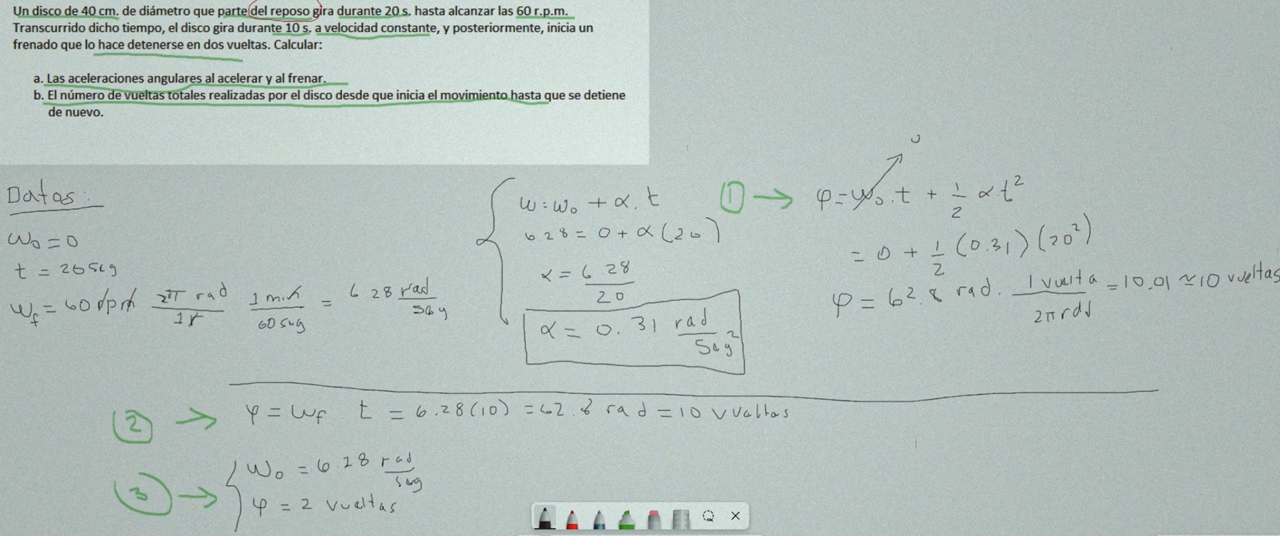 Un disco de 40 cm. de diámetro que parte del reposo gira durante 20 s. hasta alcanzar las 60 r.p.m.
Transcurrido dicho tiempo, el disco gira durante 10 s. a velocidad constante, y posteriormente, inicia un
frenado que lo hace detenerse en dos vueltas. Calcular:
a. Las aceleraciones angulares al acelerar y al frenar.
b. El número de vueltas totales realizadas por el disco desde que inicia el movimiento hasta que se detiene
de nuevo.
Datos:
ω₀ = 0
t = 20 seg
ω_f = 60 rpm 2π rad / 1r 1 min / 60 seg = 6.28 rad / seg
α
ω = ω₀ + α . t
6.28 = 0 + α (20)
α = 6.28 / 20
α = 0.31 rad / seg²
① → φ = ω₀ . t + 1/2 α t²
0
= 0 + 1/2 (0.31) (20²)
φ = 62.8 rad . 1 vuelta / 2π rad = 10.01 ≃ 10 vueltas
② → φ = ω_f t = 6.28 (10) = 62.8 rad = 10 vueltas
③ → ω₀ = 6.28 rad / seg
φ = 2 vueltas